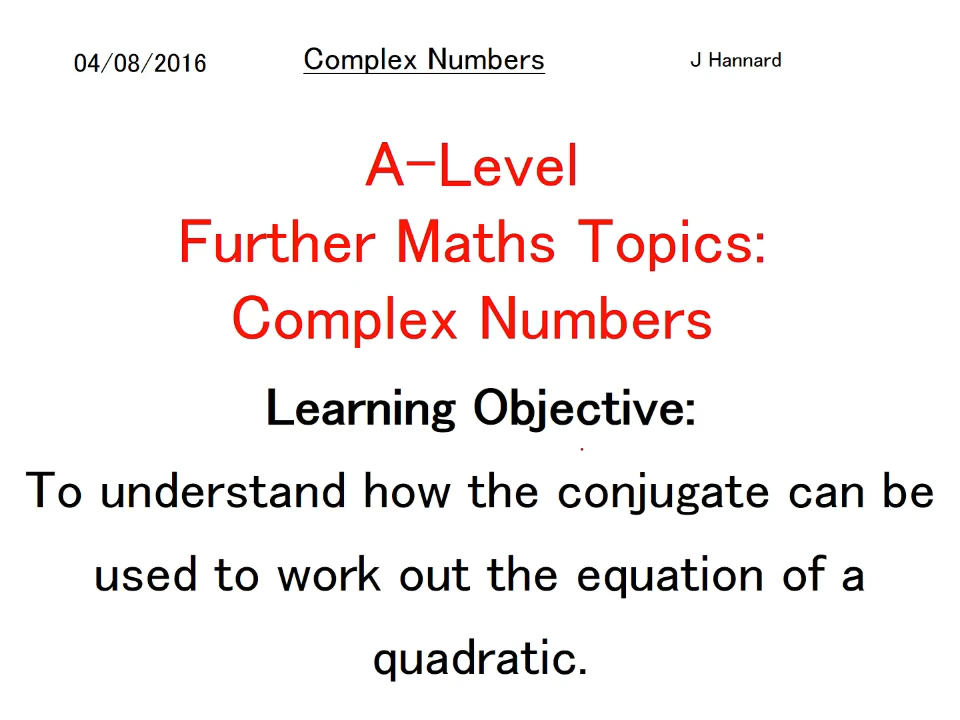 04/08/2016 Complex Numbers J Hannard
A-Level
Further Maths Topics:
Complex Numbers
Learning Objective:
To understand how the conjugate can be
used to work out the equation of a
quadratic.